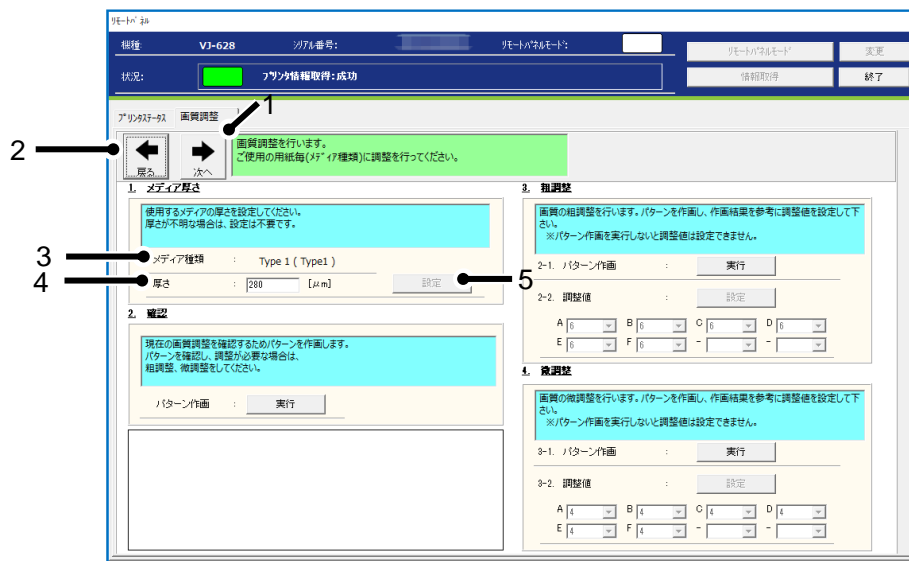 リモートパネル
機種: VJ-628 シリアル番号: リモートパネルモード:
リモートパネルモード 変更
状況: プリンタ情報取得:成功
情報取得 終了
プリンタステータス 画質調整
1
2
戻る 次へ
画質調整を行います。
ご使用の用紙毎(メディア種類)に調整を行ってください。
1. メディア厚さ
使用するメディアの厚さを設定してください。
厚さが不明な場合は、設定は不要です。
3
メディア種類 : Type 1 ( Type1 )
4
厚さ : 280 [μm] 設定
5
2. 確認
現在の画質調整を確認するためパターンを作画します。
パターンを確認し、調整が必要な場合は、
粗調整、微調整をしてください。
パターン作画 : 実行
3. 粗調整
画質の粗調整を行います。パターンを作画し、作画結果を参考に調整値を設定して下
さい。
※パターン作画を実行しないと調整値は設定できません。
2-1. パターン作画 : 実行
2-2. 調整値 : 設定
A 6 B 6 C 6 D 6
E 6 F 6 - -
4. 微調整
画質の微調整を行います。パターンを作画し、作画結果を参考に調整値を設定して下
さい。
※パターン作画を実行しないと調整値は設定できません。
3-1. パターン作画 : 実行
3-2. 調整値 : 設定
A 4 B 4 C 4 D 4
E 4 F 4 - -